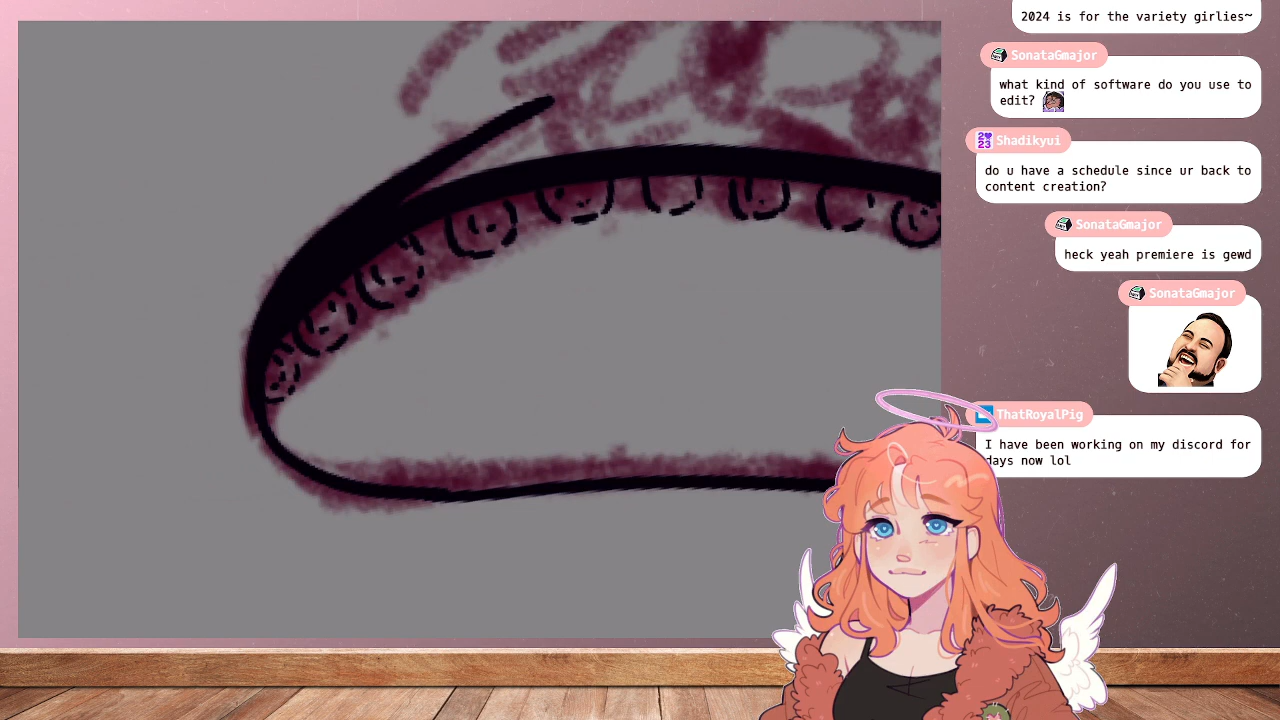 2024 is for the variety girlies~
SonataGmajor
what kind of software do you use to
edit?
Shadikyui
do u have a schedule since ur back to
content creation?
SonataGmajor
heck yeah premiere is gewd
SonataGmajor
ThatRoyalPig
I have been working on my discord for
days now lol